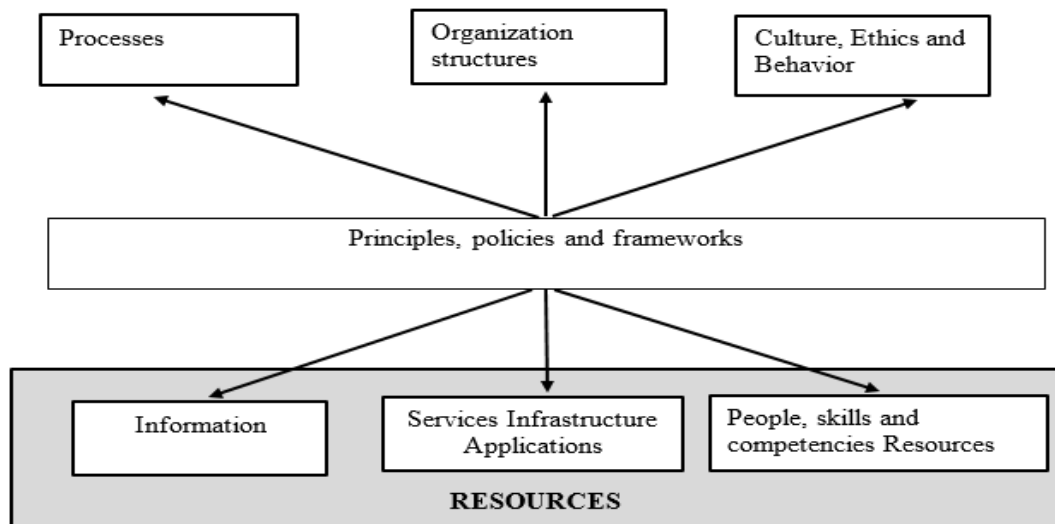 Processes
Organization
structures
Culture, Ethics and
Behavior
Principles, policies and frameworks
Information
Services Infrastructure
Applications
People, skills and
competencies Resources
RESOURCES